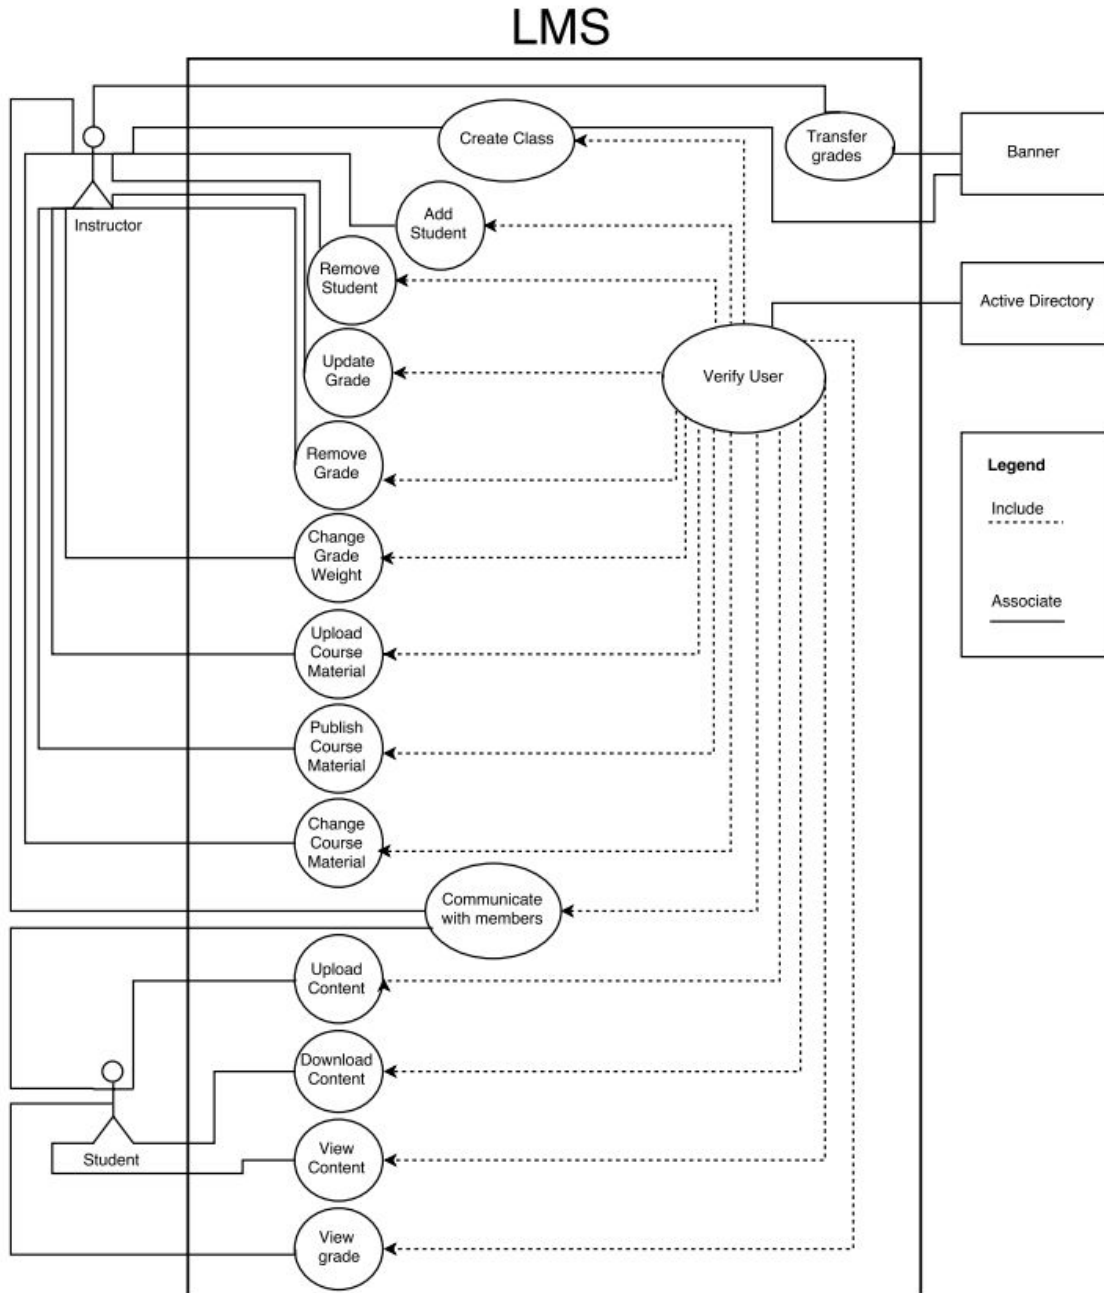 LMS
Create Class
Transfer
grades
Banner
Instructor
Add
Student
Remove
Student
Active Directory
Update
Grade
Verify User
Remove
Grade
Legend
Include
Change
Grade
Weight
Associate
Upload
Course
Material
Publish
Course
Material
Change
Course
Material
Communicate
with members
Upload
Content
Download
Content
Student
View
Content
View
grade